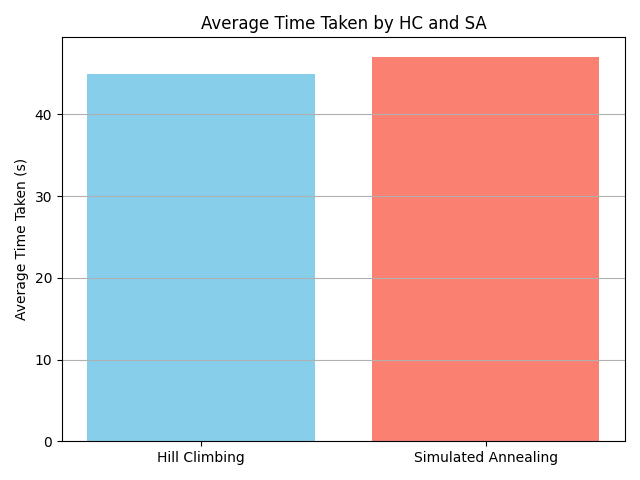 Average Time Taken by HC and SA
Average Time Taken (s)
40
30
20
10
0
Hill Climbing
Simulated Annealing